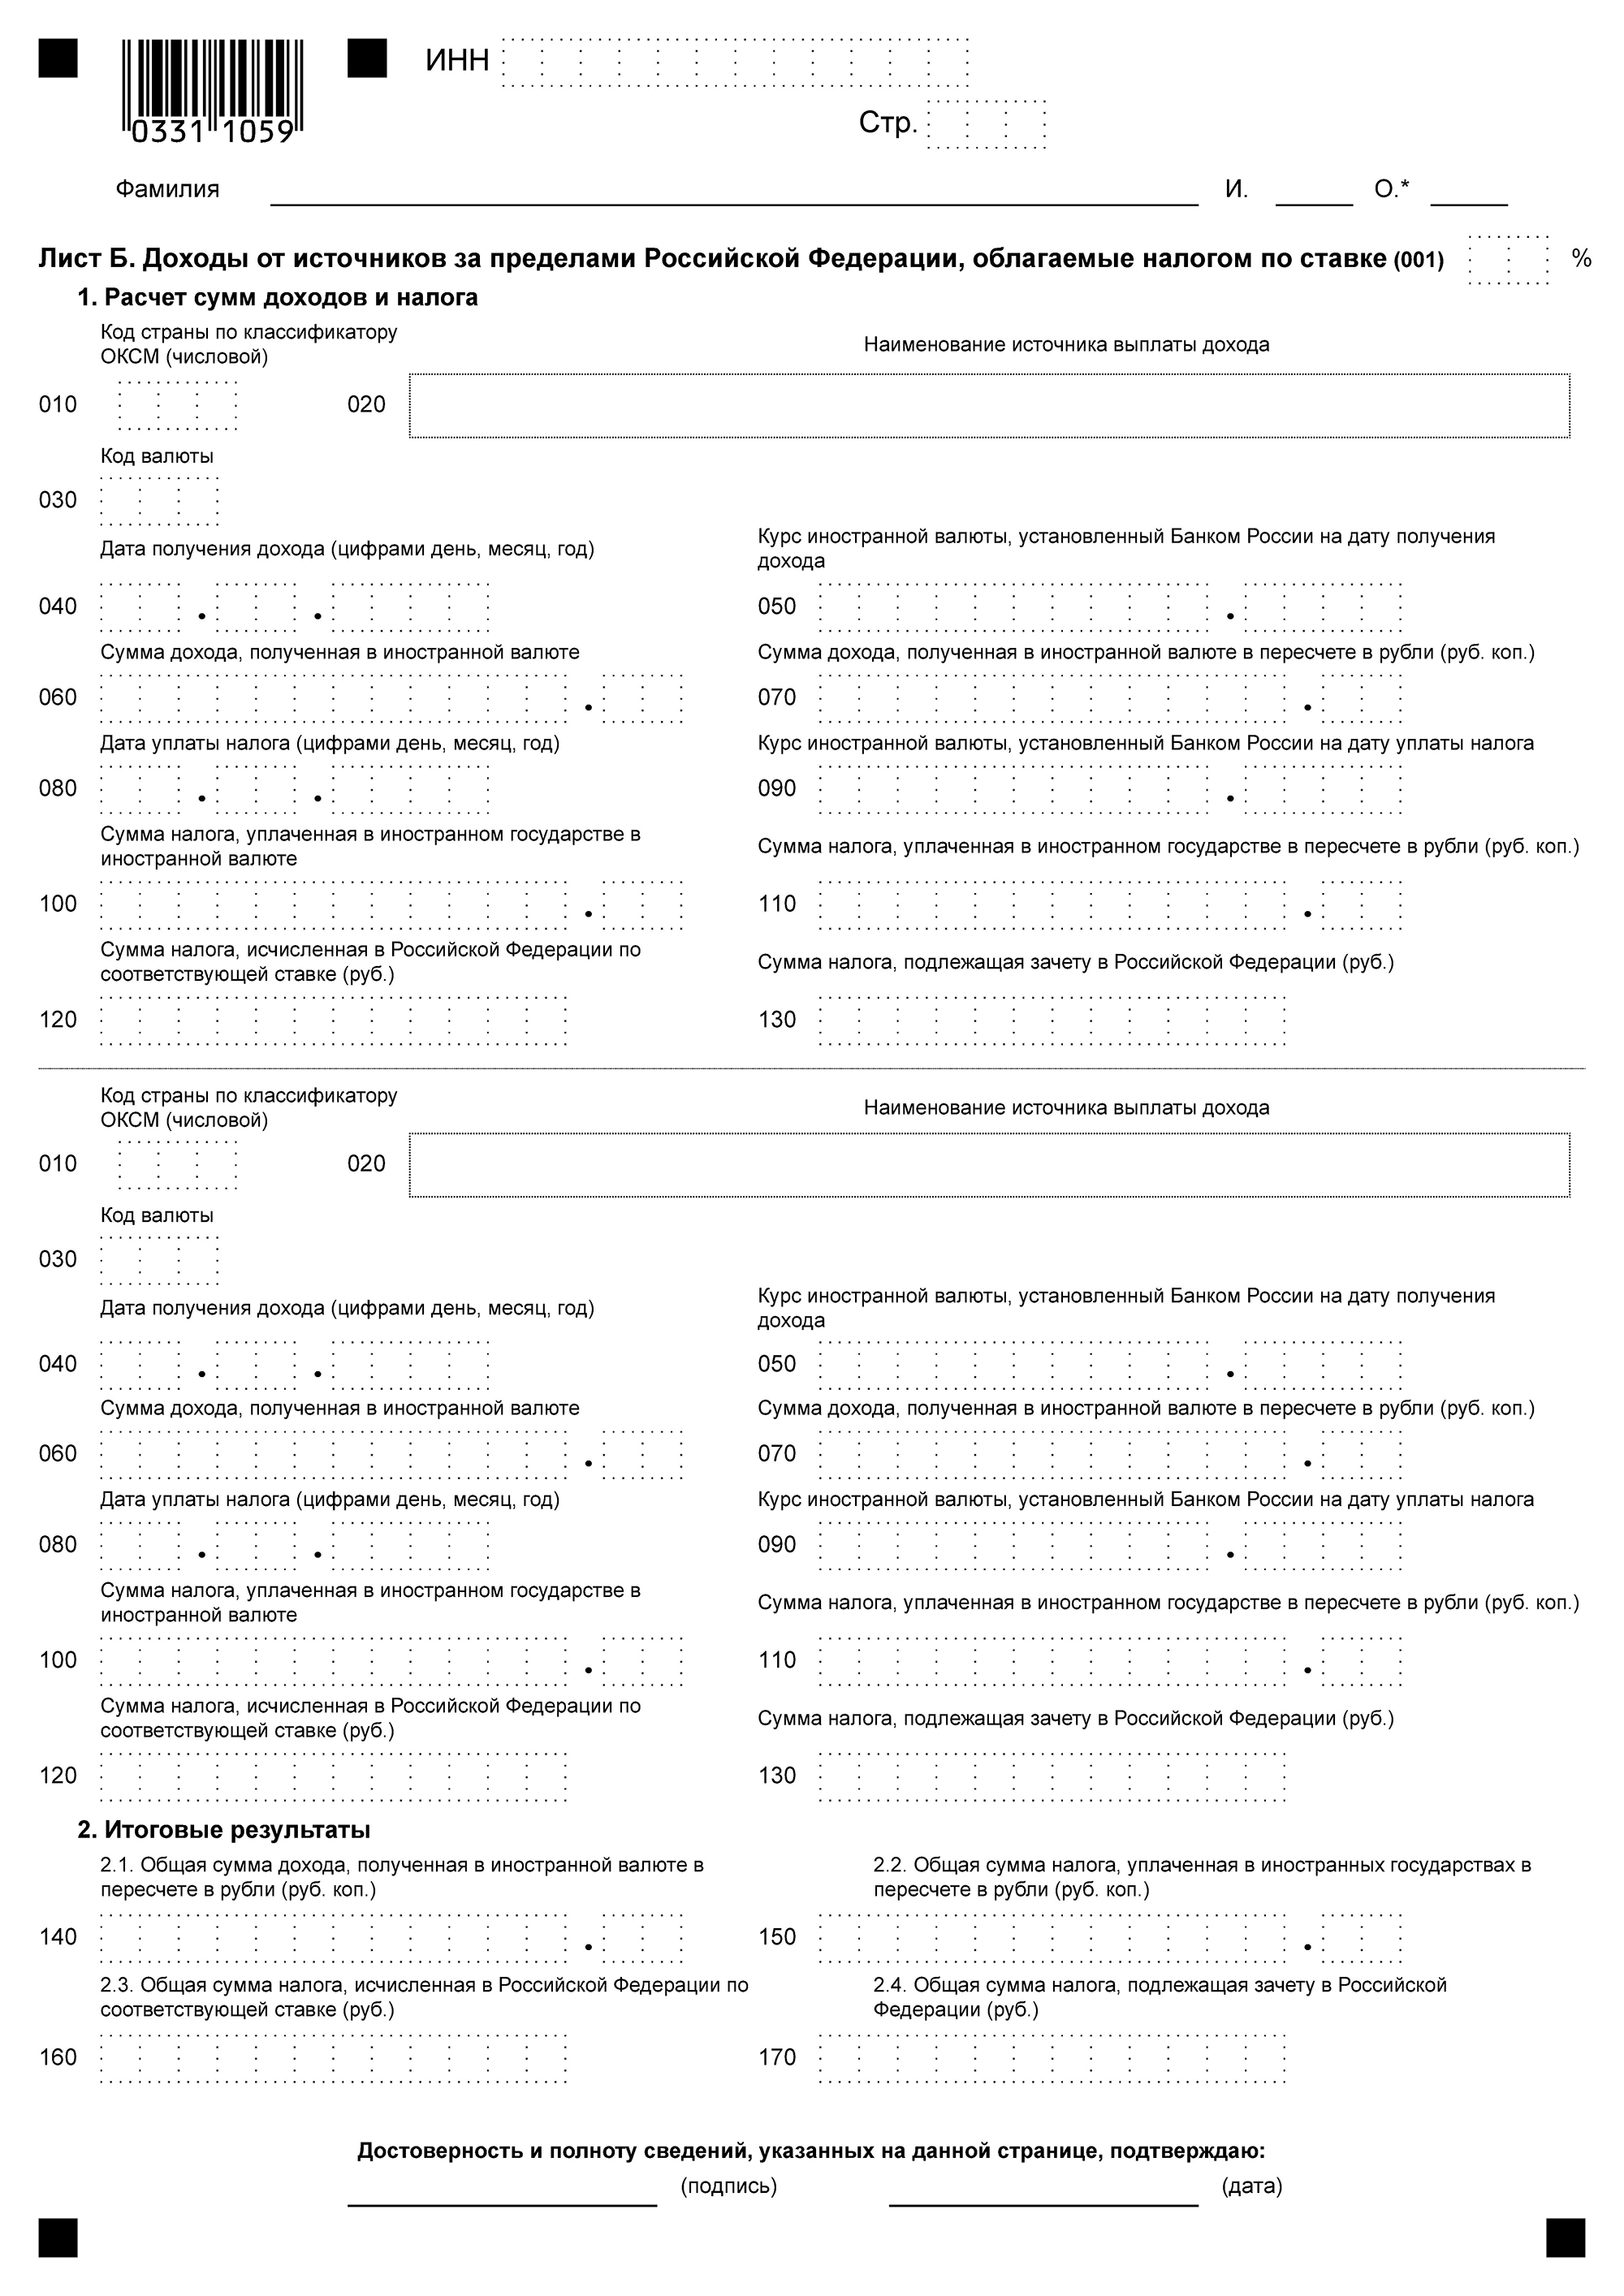 ИНН
Стр.
0331 1059
Фамилия И. О.*
Лист Б. Доходы от источников за пределами Российской Федерации, облагаемые налогом по ставке (001) %
1. Расчет сумм доходов и налога
Код страны по классификатору
ОКСМ (числовой)
Наименование источника выплаты дохода
010 020
Код валюты
030
Дата получения дохода (цифрами день, месяц, год)
Курс иностранной валюты, установленный Банком России на дату получения
дохода
040 . . 050 .
Сумма дохода, полученная в иностранной валюте Сумма дохода, полученная в иностранной валюте в пересчете в рубли (руб. коп.)
060 . 070 .
Дата уплаты налога (цифрами день, месяц, год) Курс иностранной валюты, установленный Банком России на дату уплаты налога
080 . . 090 .
Сумма налога, уплаченная в иностранном государстве в
иностранной валюте
Сумма налога, уплаченная в иностранном государстве в пересчете в рубли (руб. коп.)
100 . 110 .
Сумма налога, исчисленная в Российской Федерации по
соответствующей ставке (руб.)
Сумма налога, подлежащая зачету в Российской Федерации (руб.)
120 130
Код страны по классификатору
ОКСМ (числовой)
Наименование источника выплаты дохода
010 020
Код валюты
030
Дата получения дохода (цифрами день, месяц, год)
Курс иностранной валюты, установленный Банком России на дату получения
дохода
040 . . 050 .
Сумма дохода, полученная в иностранной валюте Сумма дохода, полученная в иностранной валюте в пересчете в рубли (руб. коп.)
060 . 070 .
Дата уплаты налога (цифрами день, месяц, год) Курс иностранной валюты, установленный Банком России на дату уплаты налога
080 . . 090 .
Сумма налога, уплаченная в иностранном государстве в
иностранной валюте
Сумма налога, уплаченная в иностранном государстве в пересчете в рубли (руб. коп.)
100 . 110 .
Сумма налога, исчисленная в Российской Федерации по
соответствующей ставке (руб.)
Сумма налога, подлежащая зачету в Российской Федерации (руб.)
120 130
2. Итоговые результаты
2.1. Общая сумма дохода, полученная в иностранной валюте в
пересчете в рубли (руб. коп.)
2.2. Общая сумма налога, уплаченная в иностранных государствах в
пересчете в рубли (руб. коп.)
140 . 150 .
2.3. Общая сумма налога, исчисленная в Российской Федерации по
соответствующей ставке (руб.)
2.4. Общая сумма налога, подлежащая зачету в Российской
Федерации (руб.)
160 170
Достоверность и полноту сведений, указанных на данной странице, подтверждаю:
(подпись) (дата)